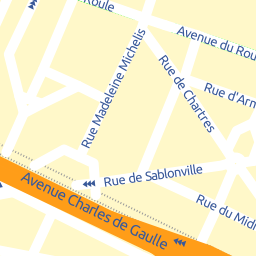 Roule
Avenue du Rou
Rue Madeleine Michelis
Rue de Chartres
Rue d'Arm
Rue de Sablonville
Rue du Midi
Avenue Charles de Gaulle